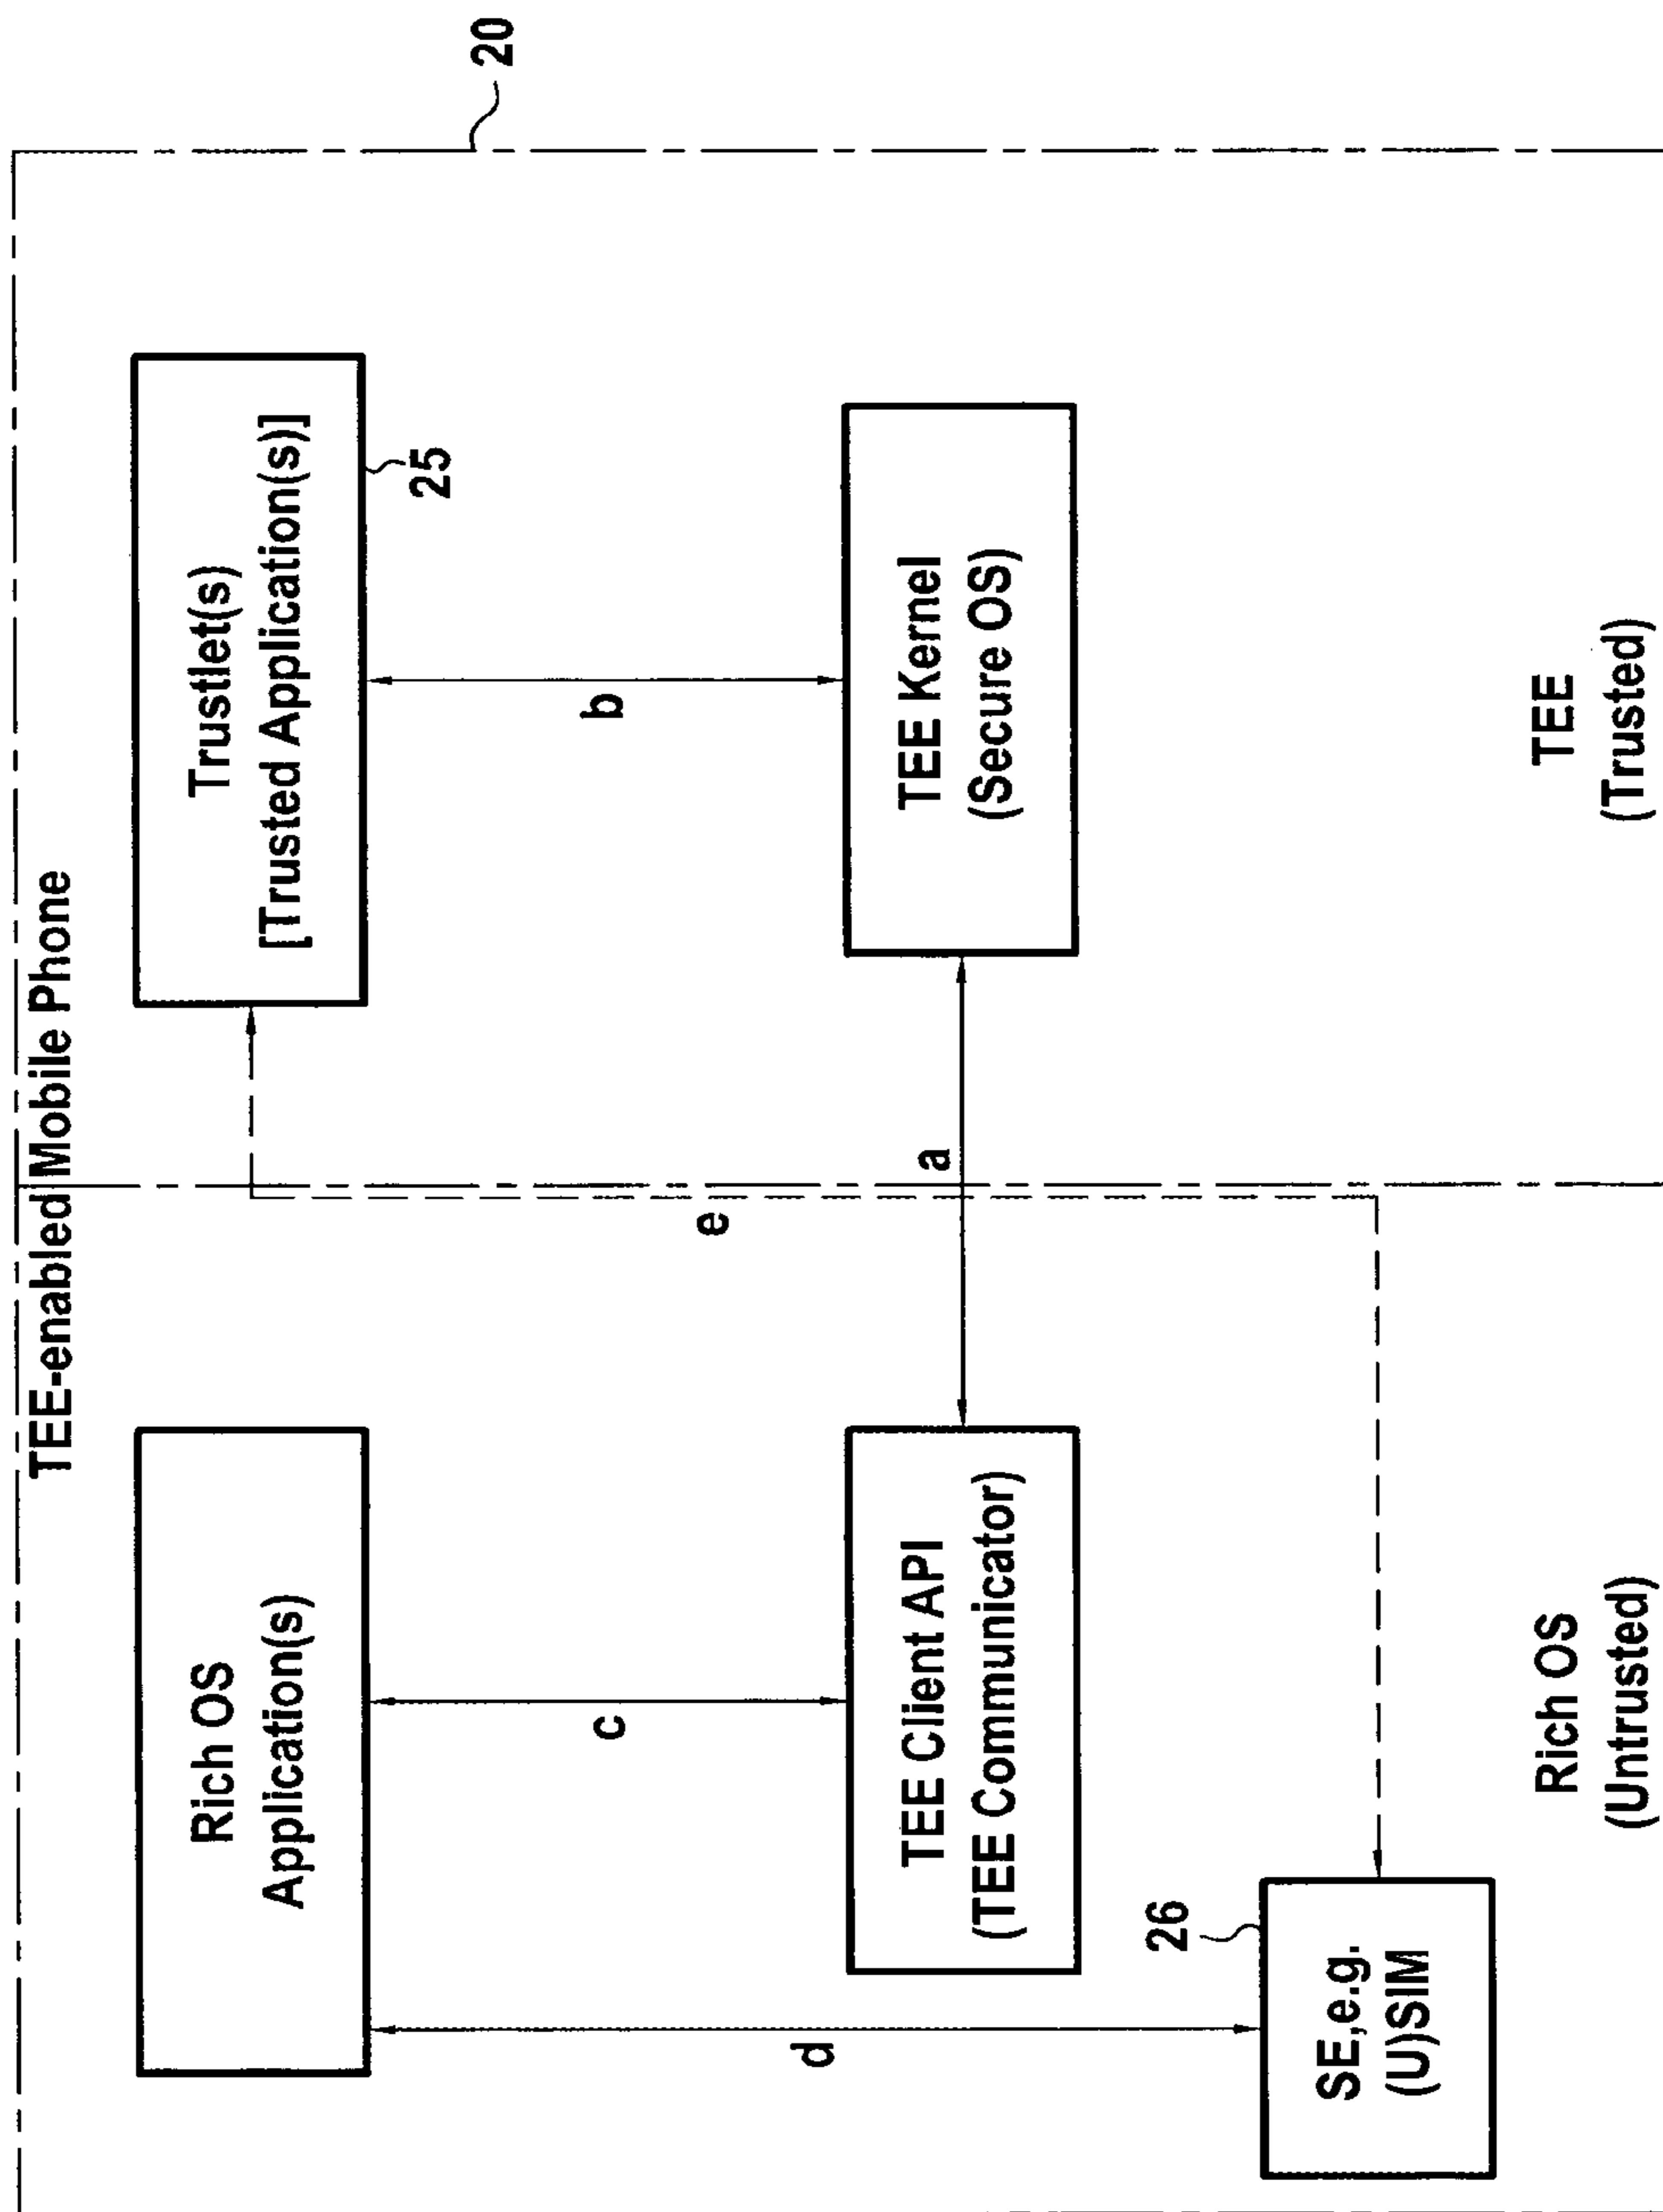 TEE-enabled Mobile Phone
20
Rich OS
Application(s)
Trustlet(s)
[Trusted Application(s)]
25
c
b
d
e
a
TEE Client API
(TEE Communicator)
TEE Kernel
(Secure OS)
26
SE,e.g.
(U)SIM
Rich OS
(Untrusted)
TEE
(Trusted)